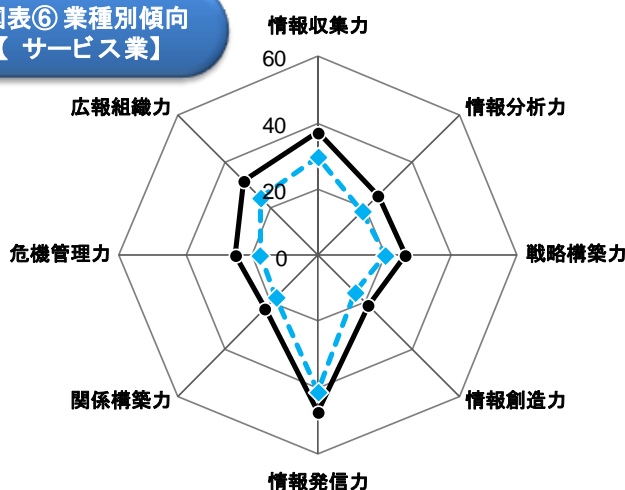 図表⑥ 業種別傾向
【 サービス業】
情報収集力
60
広報組織力
情報分析力
40
20
危機管理力
0
戦略構築力
関係構築力
情報創造力
情報発信力